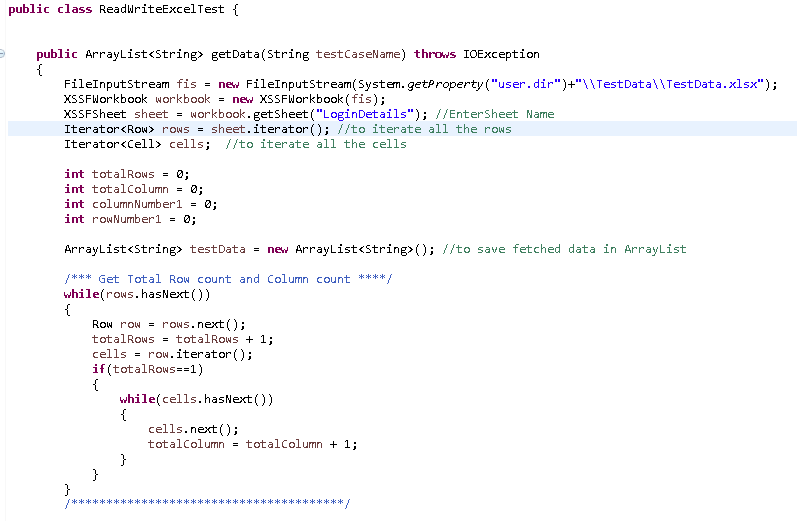 public class ReadWriteExcelTest {
public ArrayList<String> getData(String testCaseName) throws IOException
{
FileInputStream fis = new FileInputStream(System.getProperty("user.dir")+"\\TestData\\TestData.xlsx");
XSSFWorkbook workbook = new XSSFWorkbook(fis);
XSSFSheet sheet = workbook.getSheet("LoginDetails"); //EnterSheet Name
Iterator<Row> rows = sheet.iterator(); //to iterate all the rows
Iterator<Cell> cells;  //to iterate all the cells
int totalRows = 0;
int totalColumn = 0;
int columnNumber1 = 0;
int rowNumber1 = 0;
ArrayList<String> testData = new ArrayList<String>(); //to save fetched data in ArrayList
/*** Get Total Row count and Column count ****/
while(rows.hasNext())
{
Row row = rows.next();
totalRows = totalRows + 1;
cells = row.iterator();
if(totalRows==1)
{
while(cells.hasNext())
{
cells.next();
totalColumn = totalColumn + 1;
}
}
}
/***************************************/